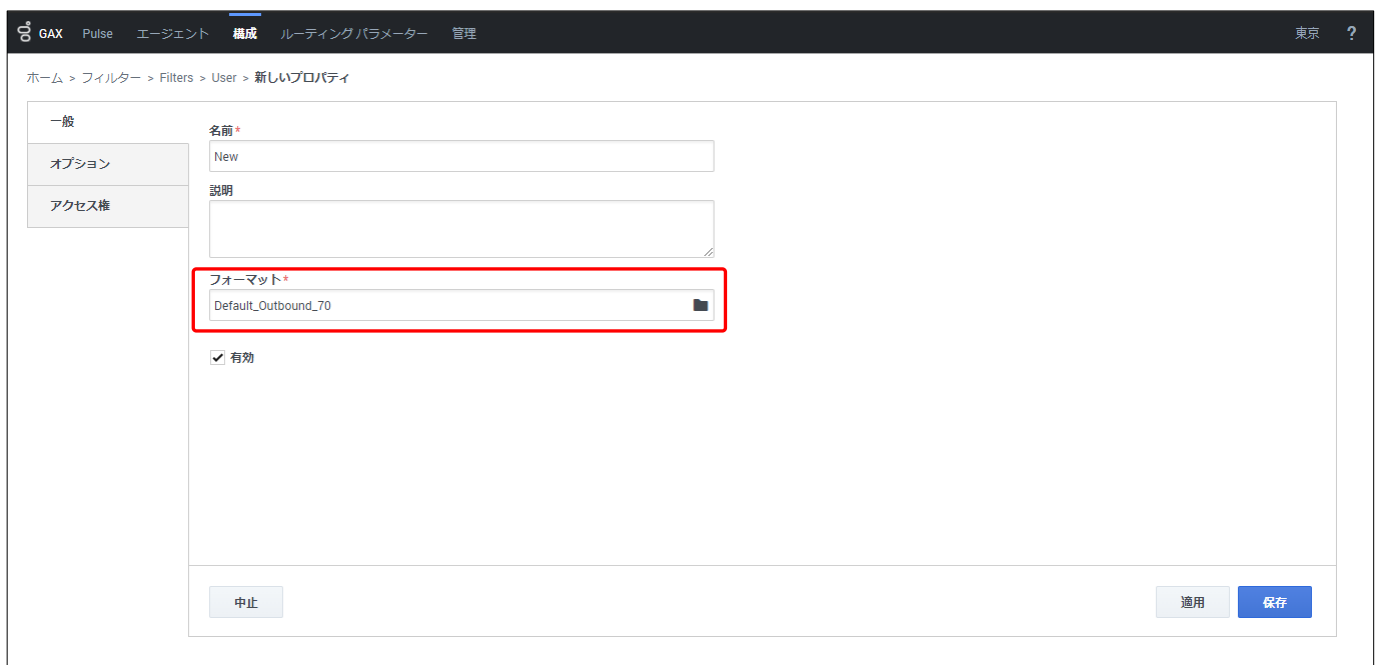 GAX Pulse エージェント 構成 ルーティング パラメーター 管理 東京 ?
ホーム > フィルター > Filters > User > 新しいプロパティ
一般
オプション
アクセス権
名前*
New
説明
フォーマット*
Default_Outbound_70
有効
中止 適用 保存